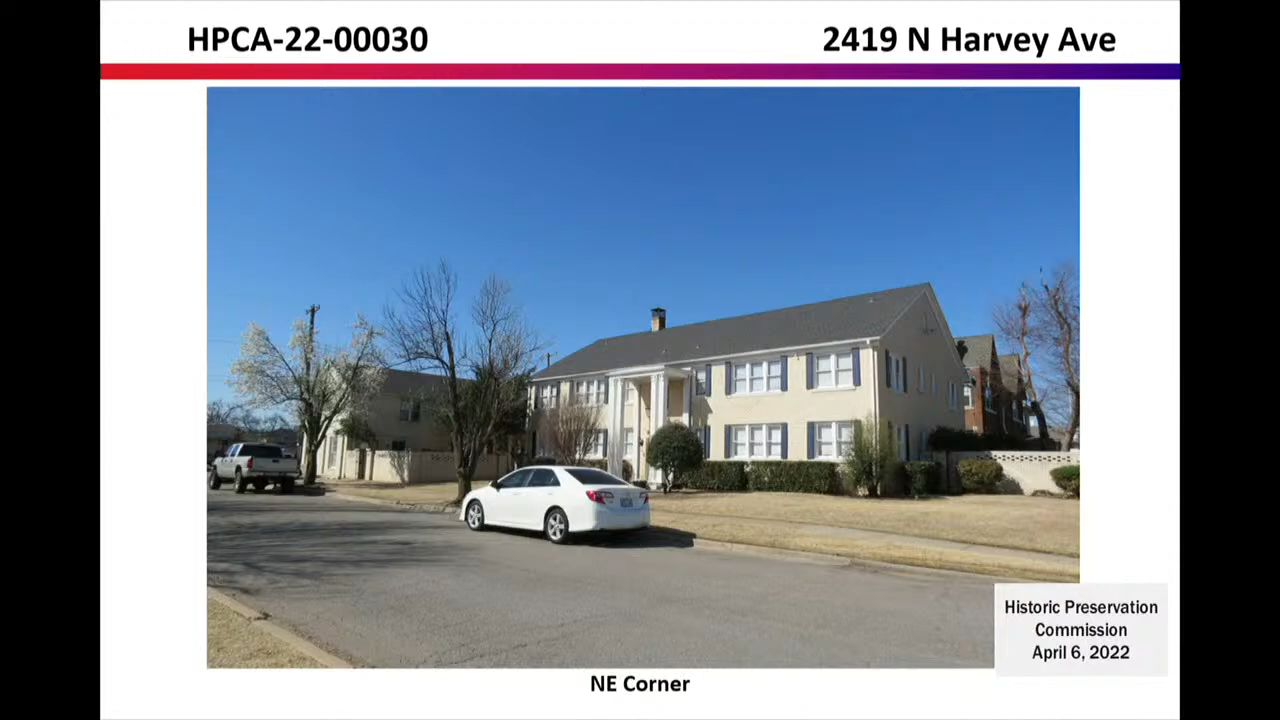 HPCA-22-00030
2419 N Harvey Ave
Historic Preservation
Commission
April 6, 2022
NE Corner